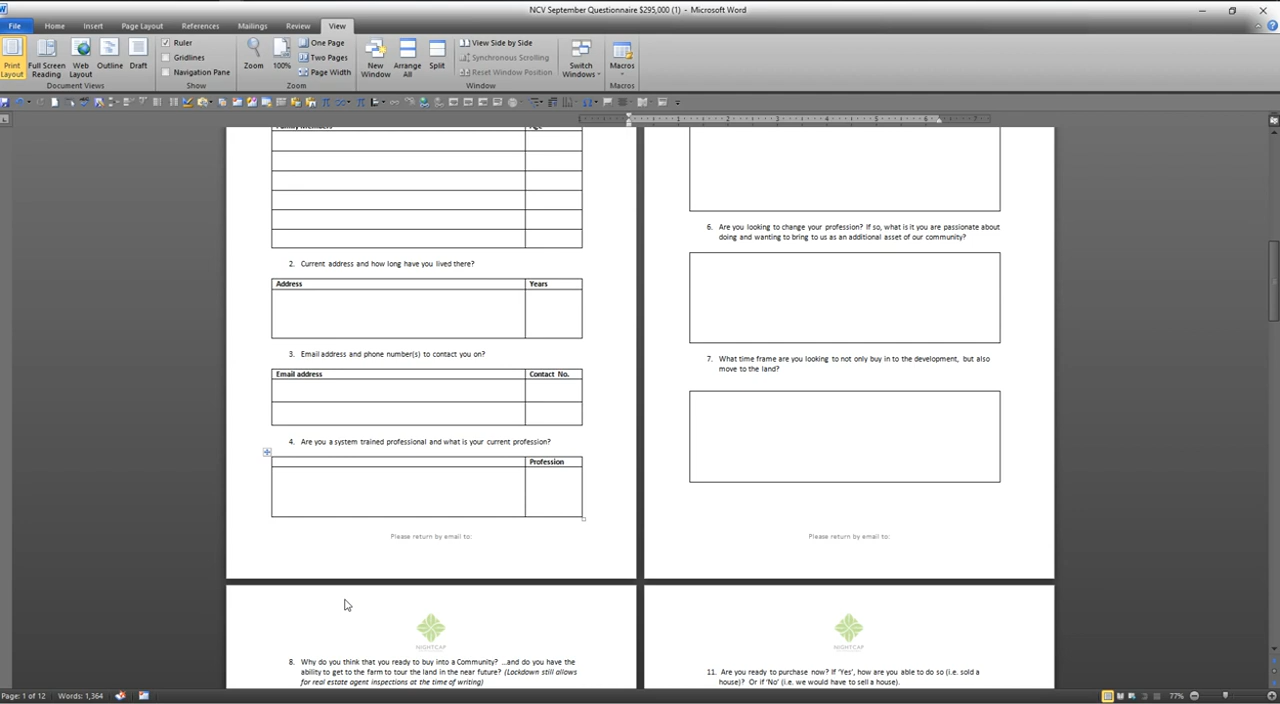 NCV September Questionnaire $295,000 (1) - Microsoft Word
File Home Insert Page Layout References Mailings Review View
Print Layout
Full Screen Reading
Web Layout
Outline
Draft
Document Views
Ruler
Gridlines
Navigation Pane
Show
Zoom
100%
One Page
Two Pages
Page Width
Zoom
New Window
Arrange All
Split
View Side by Side
Synchronous Scrolling
Reset Window Position
Window
Switch Windows
Macros
Macros
Family Members Age
2. Current address and how long have you lived there?
Address Years
3. Email address and phone number(s) to contact you on?
Email address Contact No.
4. Are you a system trained professional and what is your current profession?
Profession
Please return by email to:
6. Are you looking to change your profession? If so, what is it you are passionate about
doing and wanting to bring to us as an additional asset of our community?
7. What time frame are you looking to not only buy in to the development, but also
move to the land?
Please return by email to:
NIGHTCAP
8. Why do you think that you ready to buy into a Community? ...and do you have the
ability to get to the farm to tour the land in the near future? (Lockdown still allows
for real estate agent inspections at the time of writing)
NIGHTCAP
11. Are you ready to purchase now? If 'Yes', how are you able to do so (i.e. sold a
house)? Or if 'No' (i.e. we would have to sell a house).
Page: 1 of 12 Words: 1,364 77%